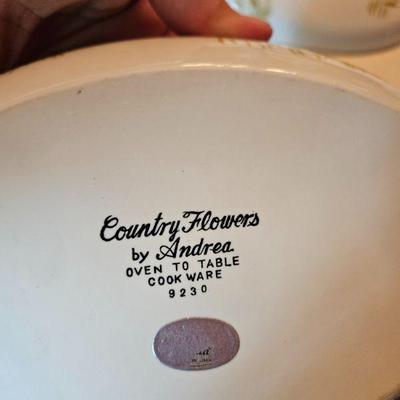 Country Flowers
by Andrea
OVEN TO TABLE
COOK WARE
9230